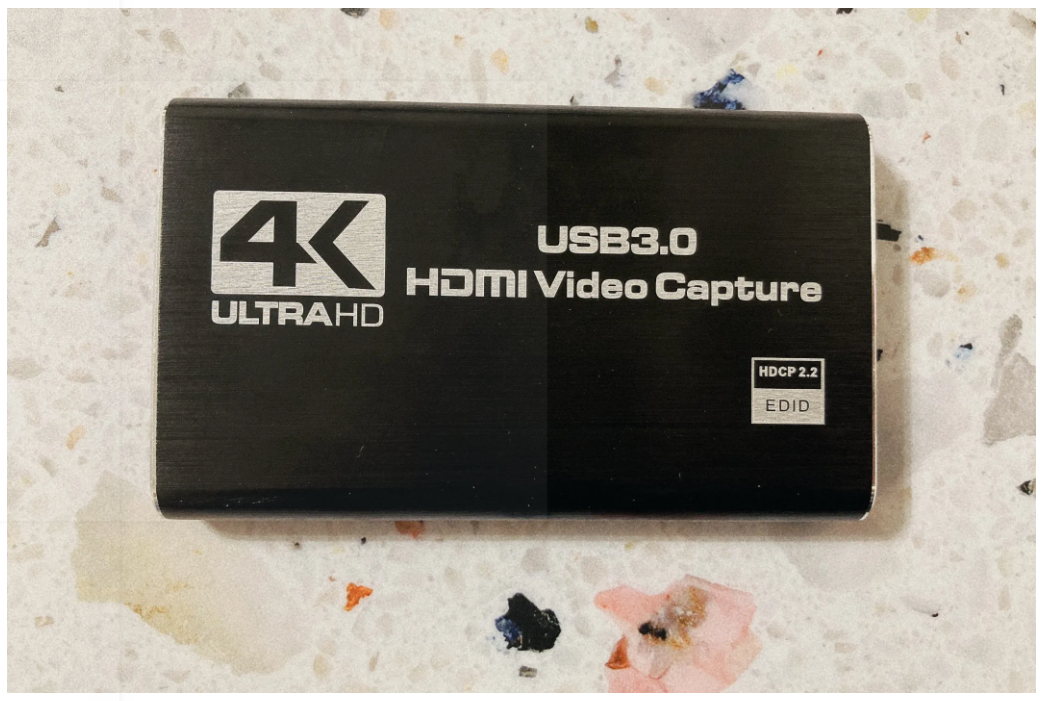 4K
ULTRAHD
USB3.0
HDMI Video Capture
HDCP 2.2
EDID